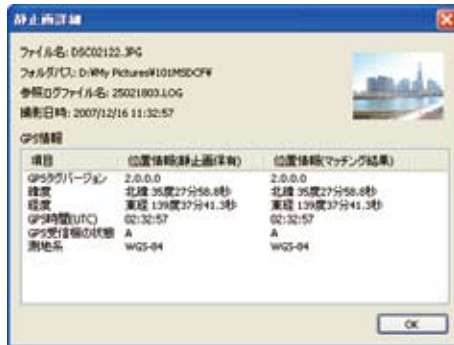 静止画詳細
ファイル名: DSC02122.JPG
フォルダパス: D:¥My Pictures¥101MSDCF¥
参照ログファイル名: 25021803.LOG
撮影日時: 2007/12/16 11:32:57
GPS情報
項目 位置情報(静止画保有) 位置情報(マッチング結果)
GPSタグバージョン 2.0.0.0 2.0.0.0
緯度 北緯 35度27分58.8秒 北緯 35度27分58.8秒
経度 東経 139度37分41.3秒 東経 139度37分41.3秒
GPS時間(UTC) 02:32:57 02:32:57
GPS受信機の状態 A A
測地系 WGS-84 WGS-84
OK